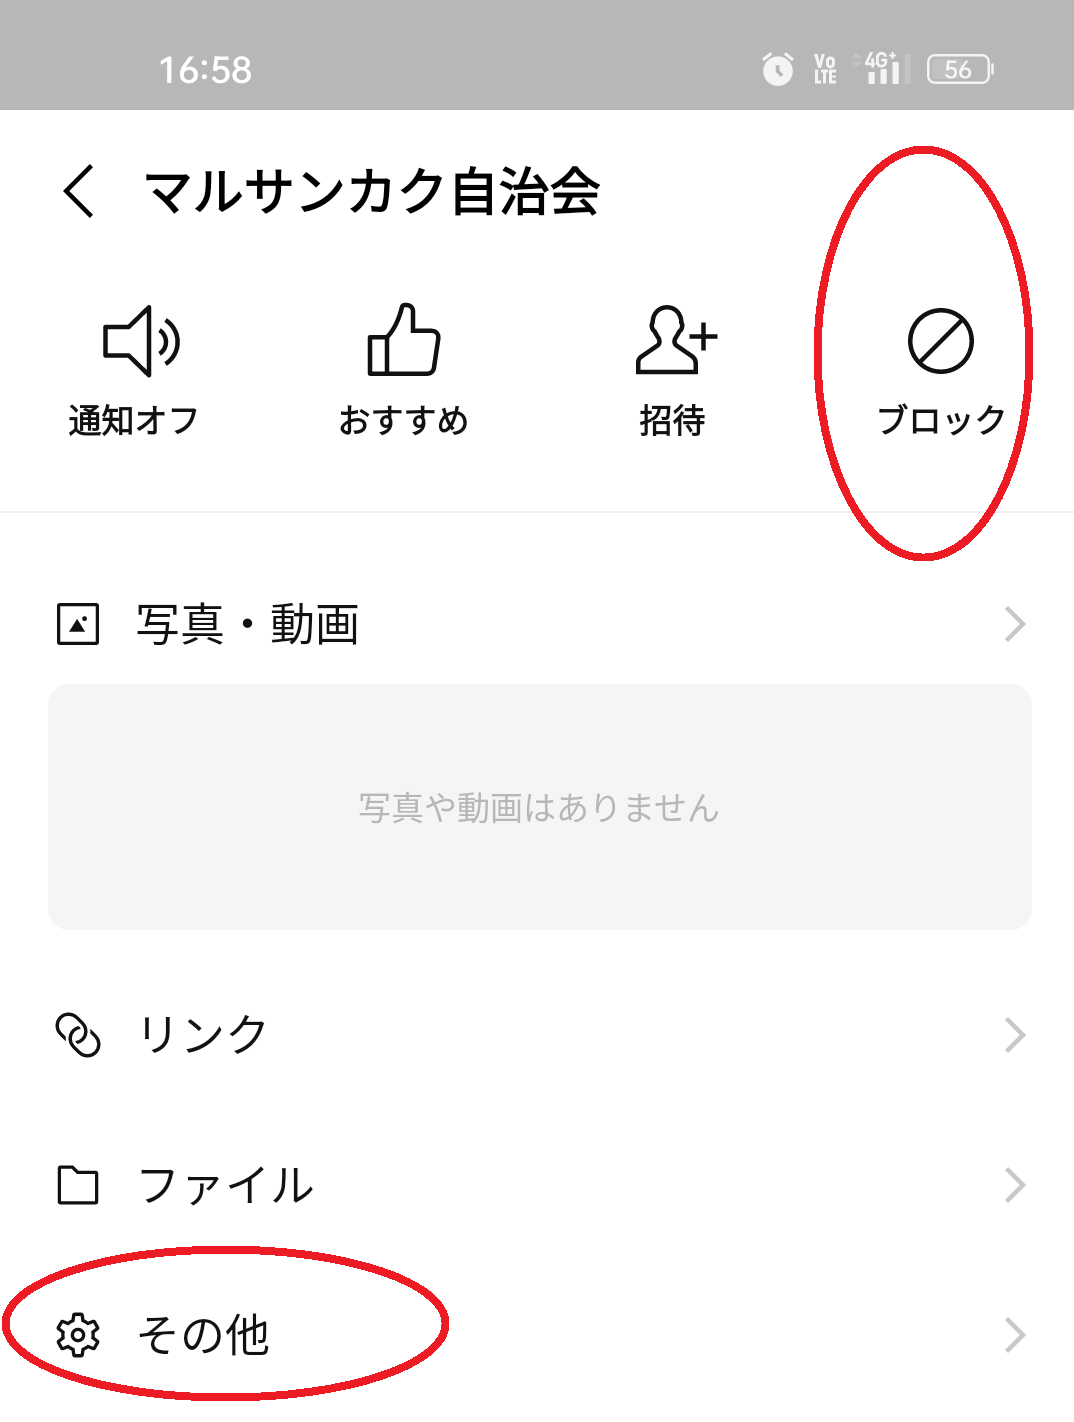 16:58 Vo LTE 4G+ 56
マルサンカク自治会
通知オフ おすすめ 招待 ブロック
写真・動画
写真や動画はありません
リンク
ファイル
その他